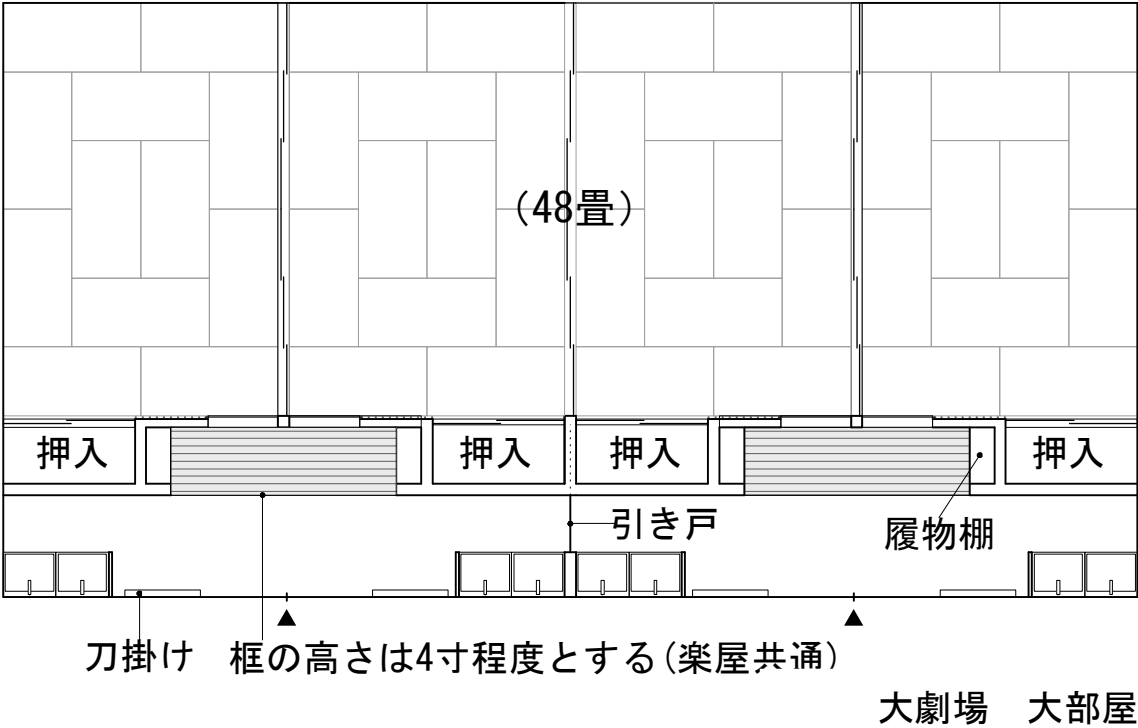 (48畳)
押入 押入 押入 押入
引き戸
履物棚
刀掛け 框の高さは4寸程度とする(楽屋共通)
大劇場 大部屋